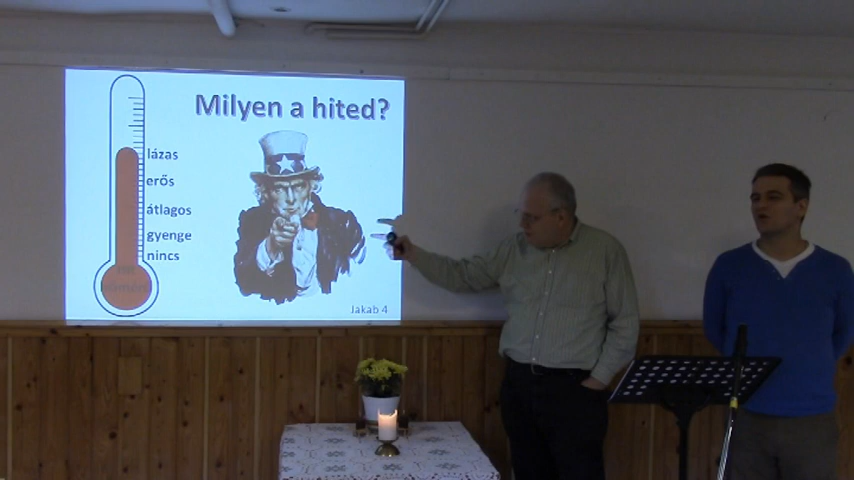 Milyen a hited?
lázas
erős
átlagos
gyenge
nincs
Jakab 4